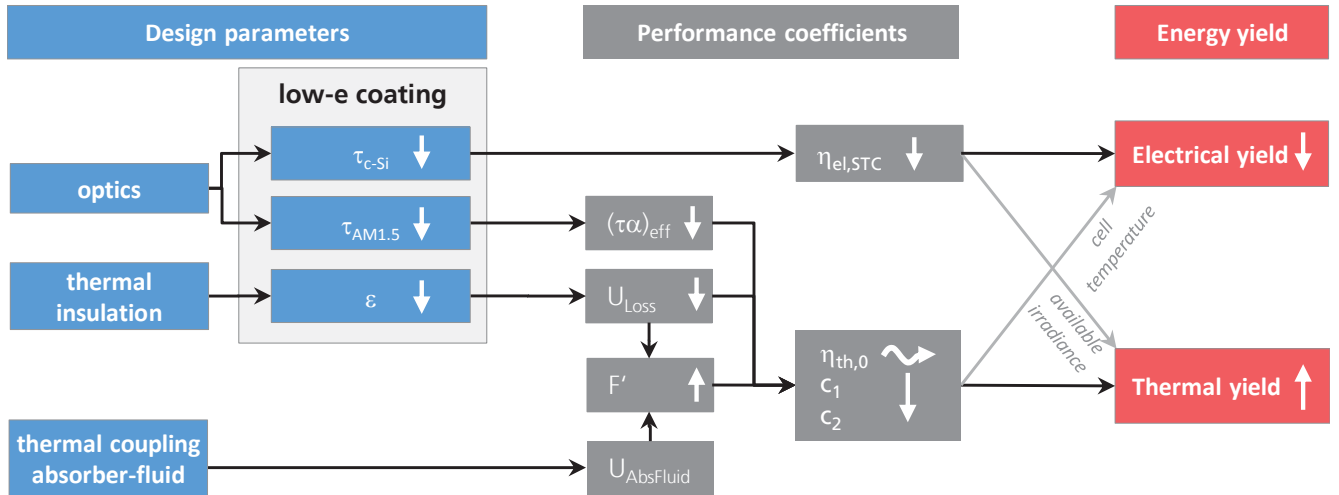 Design parameters
Performance coefficients
Energy yield
low-e coating
τc-Si
ηel,STC
Electrical yield
optics
τAM1.5
(τα)eff
cell
temperature
thermal
insulation
ε
ULoss
available
irradiance
ηth,0
c1
c2
F‘
Thermal yield
thermal coupling
absorber-fluid
UAbsFluid